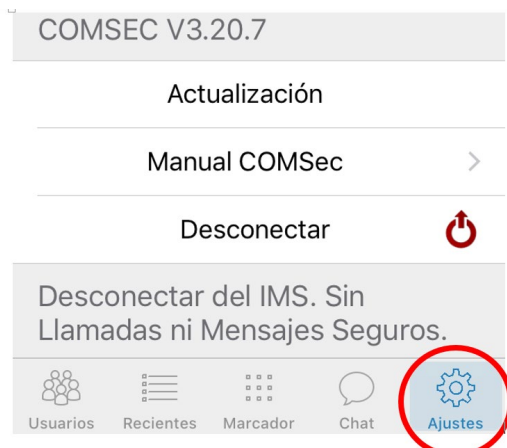 COMSEC V3.20.7
Actualización
Manual COMSec
Desconectar
Desconectar del IMS. Sin
Llamadas ni Mensajes Seguros.
Usuarios Recientes Marcador Chat Ajustes